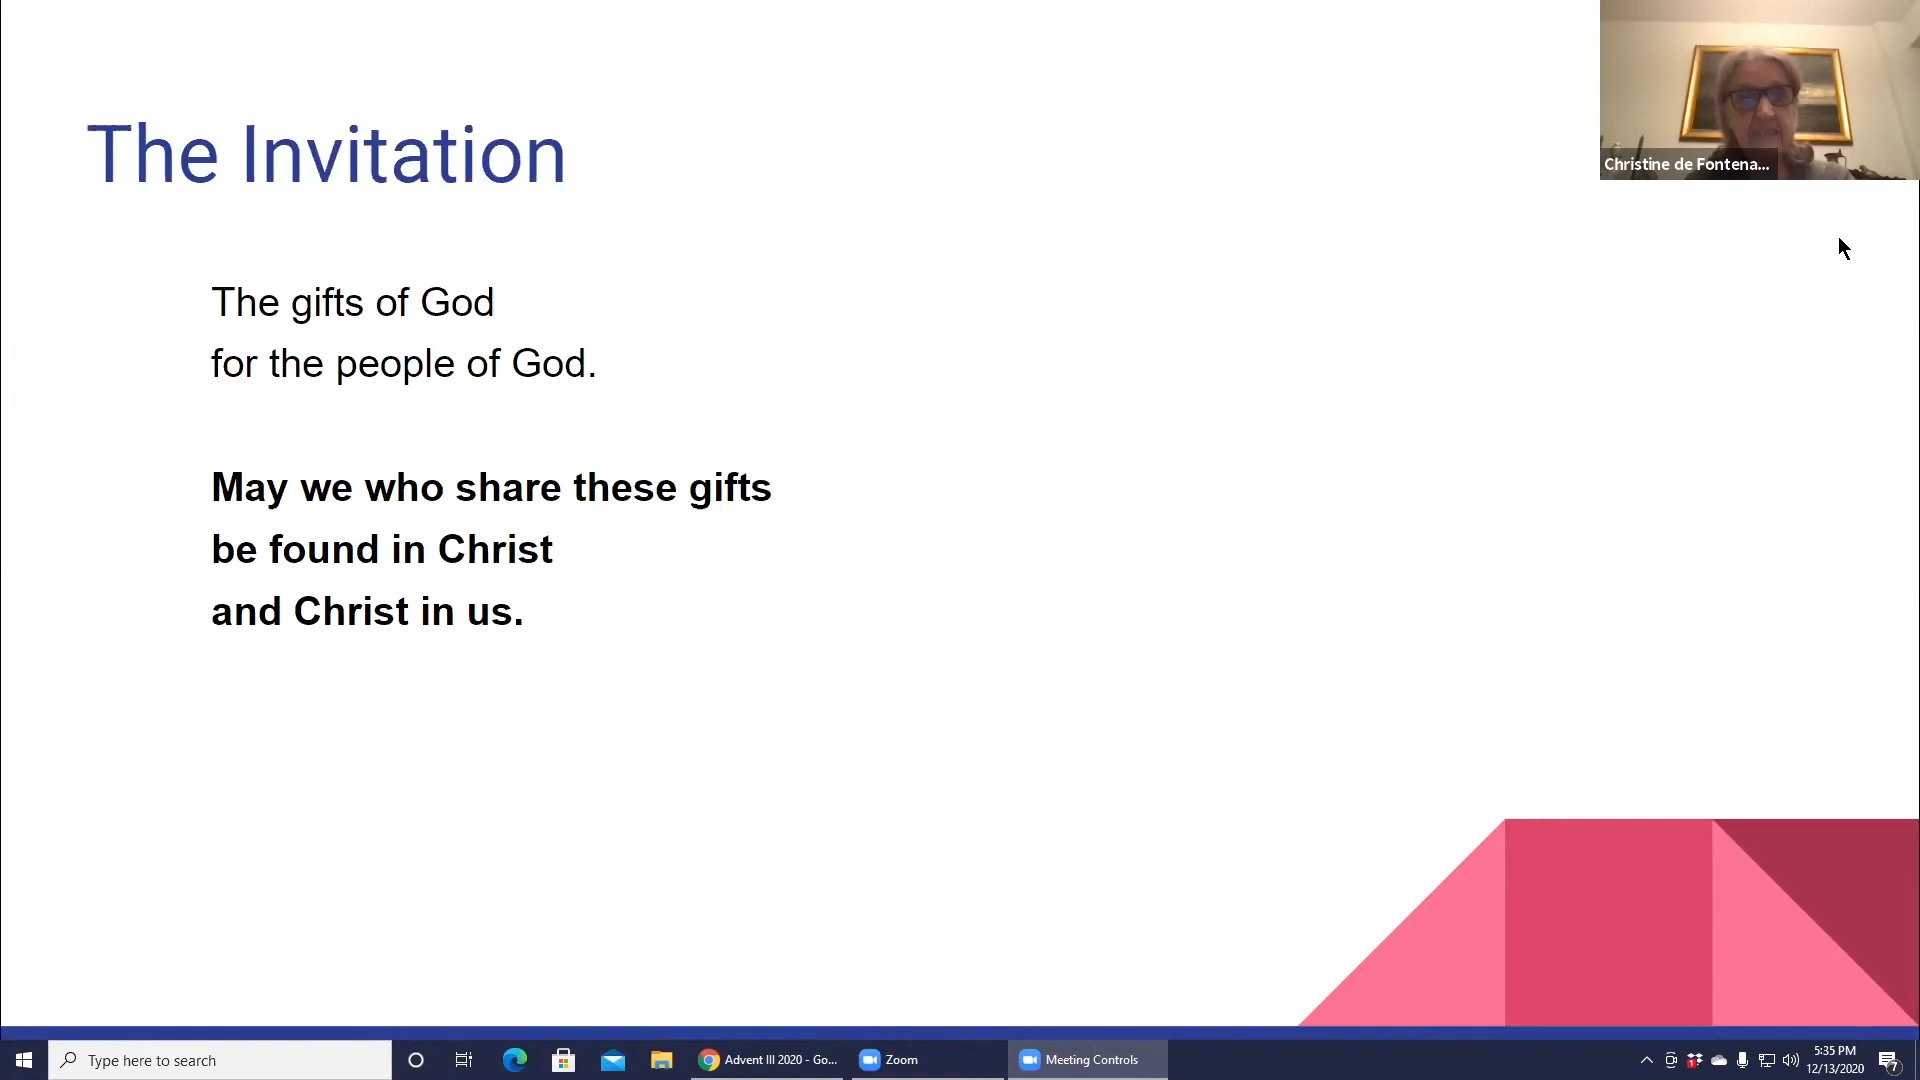 The Invitation
Christine de Fontena...
The gifts of God
for the people of God.
May we who share these gifts
be found in Christ
and Christ in us.
Type here to search
Advent III 2020 - Go...
Zoom
Meeting Controls
1
5:35 PM
12/13/2020
7